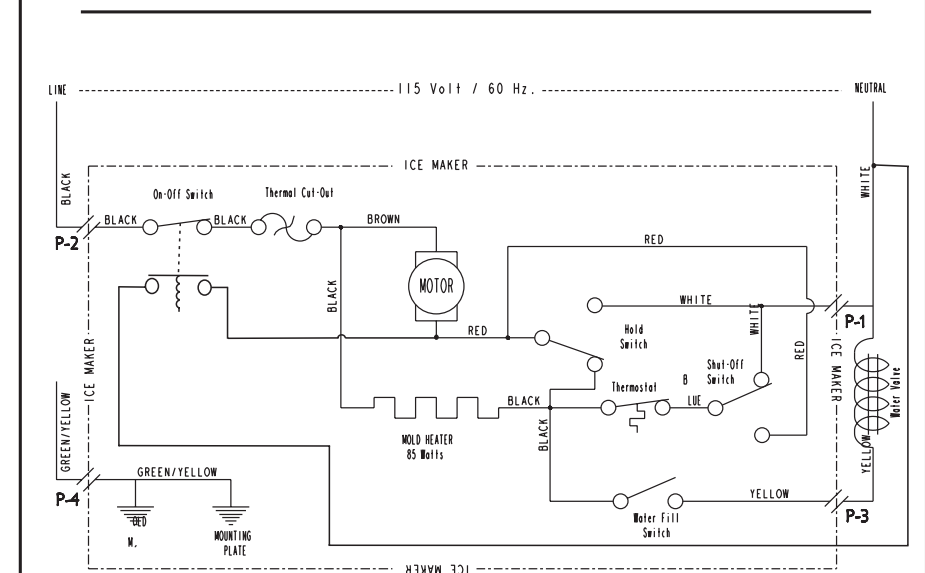 LINE
115 Volt / 60 Hz.
NEUTRAL
ICE MAKER
BLACK
WHITE
On-Off Switch
Thermal Cut-Out
BLACK
BLACK
BROWN
P-2
RED
BLACK
MOTOR
WHITE
WHITE
P-1
RED
Hold
Switch
RED
ICE MAKER
ICE MAKER
Shut-Off
Switch
Thermostat
B
LUE
Water Valve
BLACK
MOLD HEATER
85 Watts
BLACK
GREEN/YELLOW
YELLOW
GREEN/YELLOW
P-4
YELLOW
P-3
Water Fill
Switch
M.
MOUNTING
PLATE
ICE MAKER